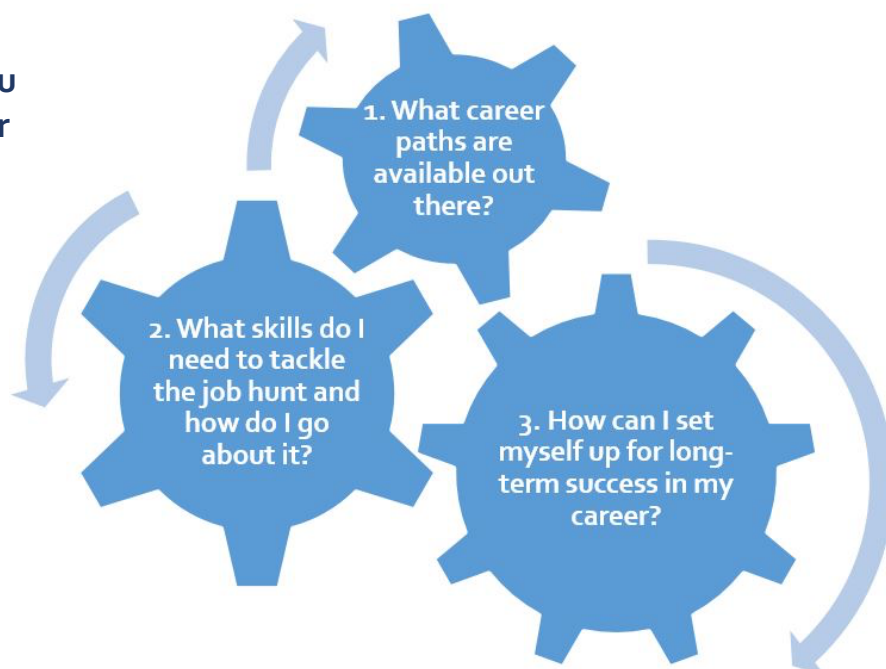 u
r
1. What career
paths are
available out
there?
2. What skills do I
need to tackle
the job hunt and
how do I go
about it?
3. How can I set
myself up for long-
term success in my
career?